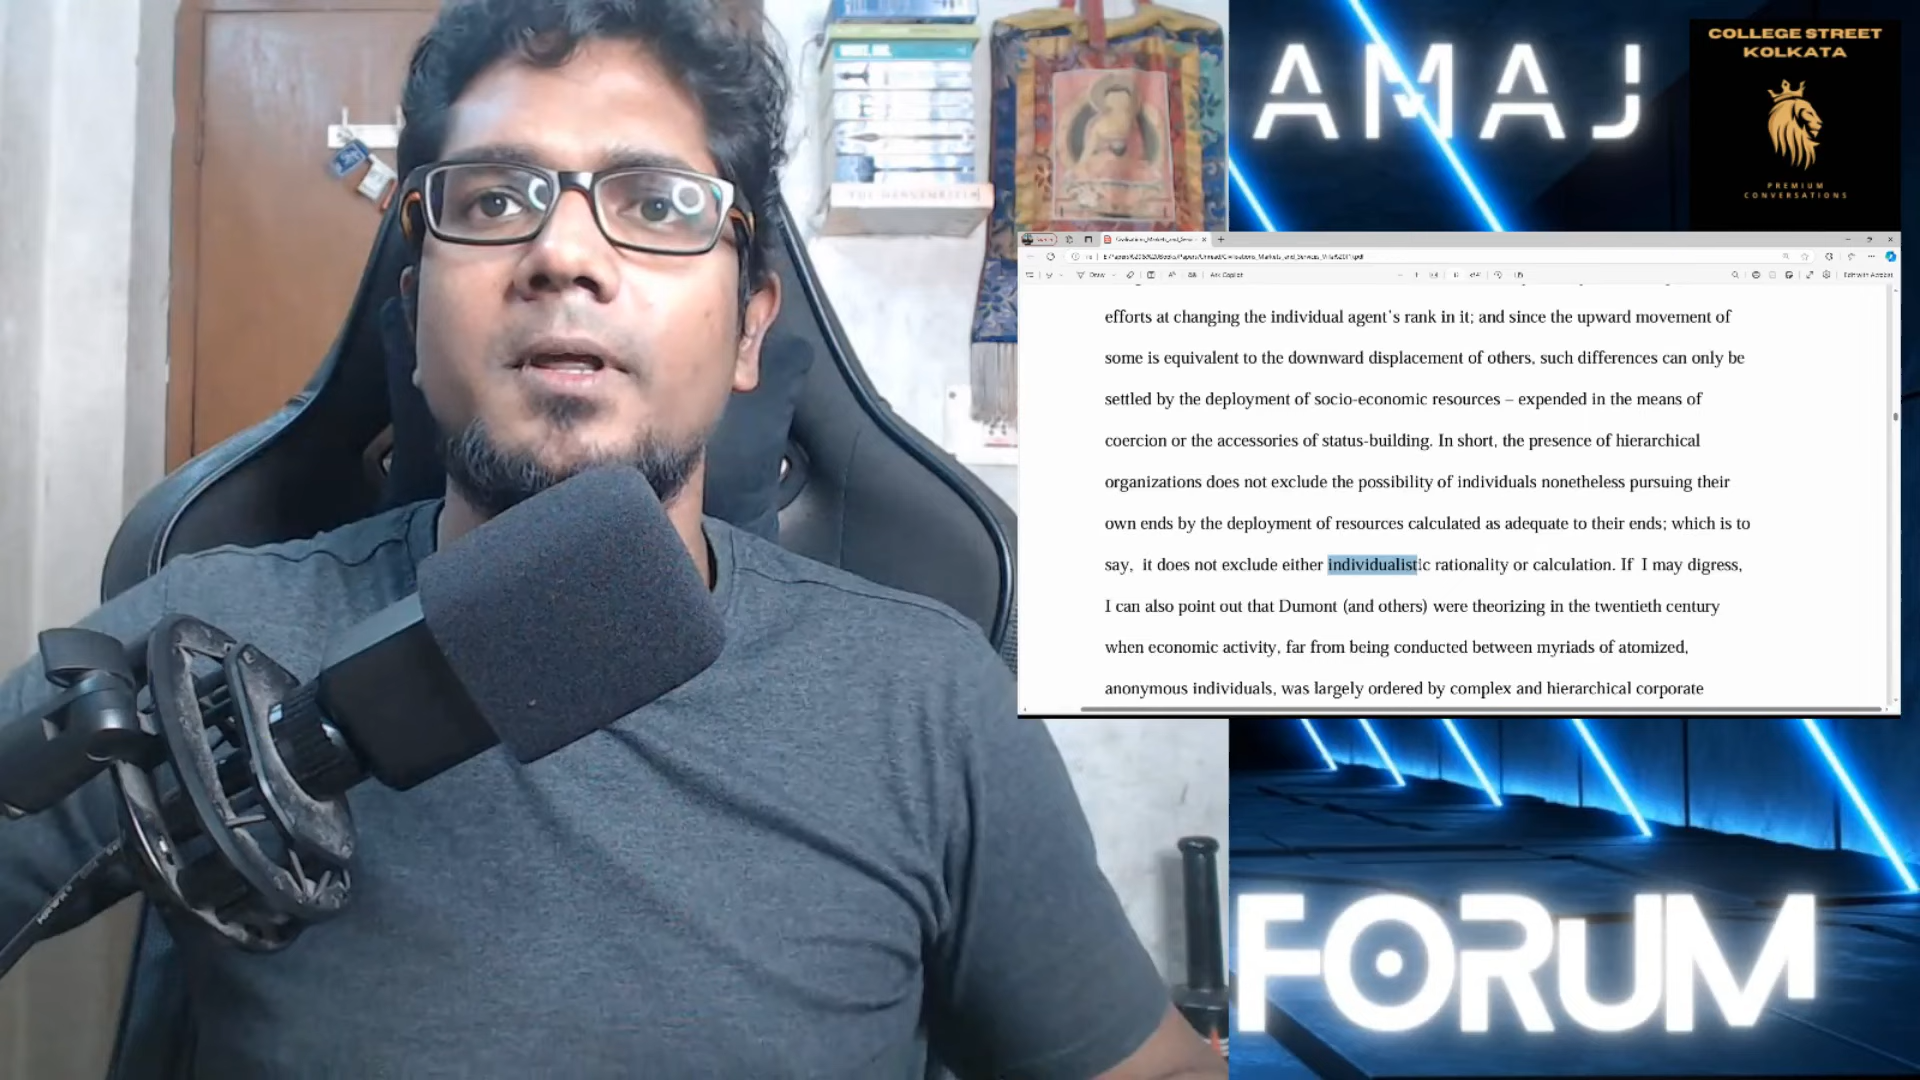 AMAJ
COLLEGE STREET
KOLKATA
PREMIUM
CONVERSATIONS
Draw
Ask Copilot
Edit with Acrobat
efforts at changing the individual agent's rank in it; and since the upward movement of
some is equivalent to the downward displacement of others, such differences can only be
settled by the deployment of socio-economic resources – expended in the means of
coercion or the accessories of status-building. In short, the presence of hierarchical
organizations does not exclude the possibility of individuals nonetheless pursuing their
own ends by the deployment of resources calculated as adequate to their ends; which is to
say, it does not exclude either individualistic rationality or calculation. If I may digress,
I can also point out that Dumont (and others) were theorizing in the twentieth century
when economic activity, far from being conducted between myriads of atomized,
anonymous individuals, was largely ordered by complex and hierarchical corporate
FORUM